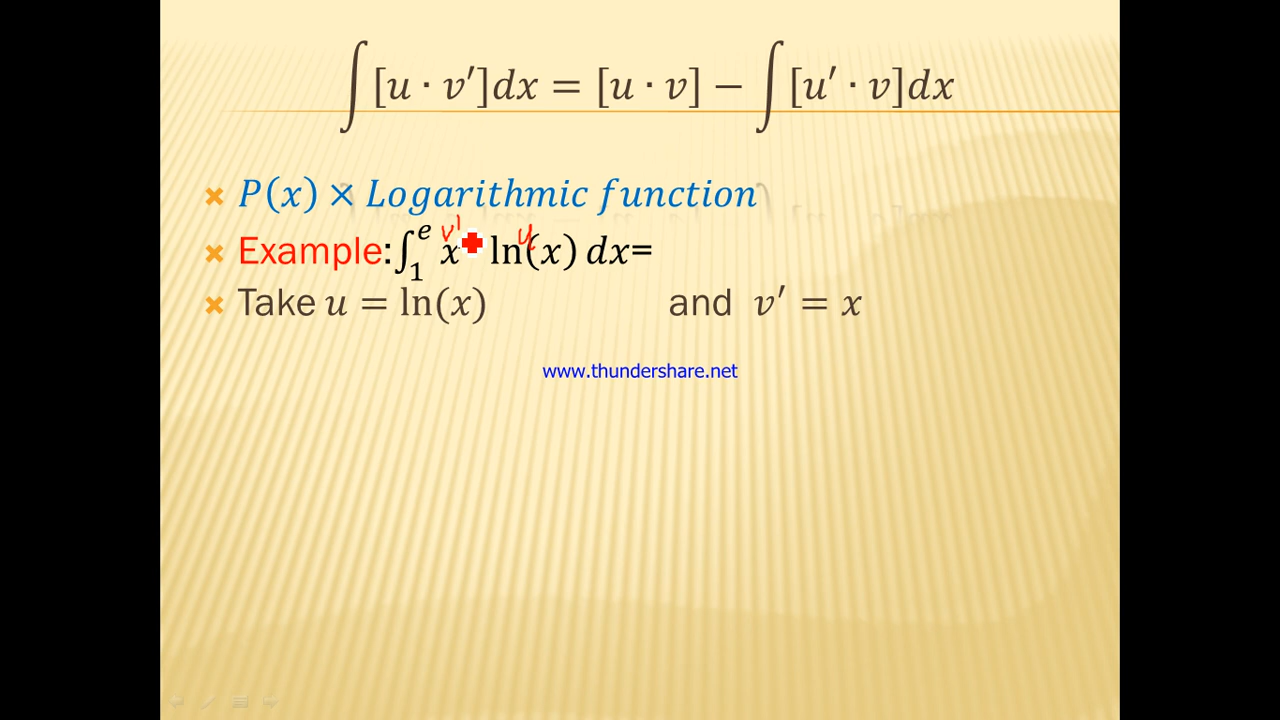 ∫[u · v′]dx = [u · v] − ∫[u′ · v]dx
P(x) × Logarithmic function
v' u
Example: ∫₁ᵉ x ln(x) dx=
Take u = ln(x) and v′ = x
www.thundershare.net